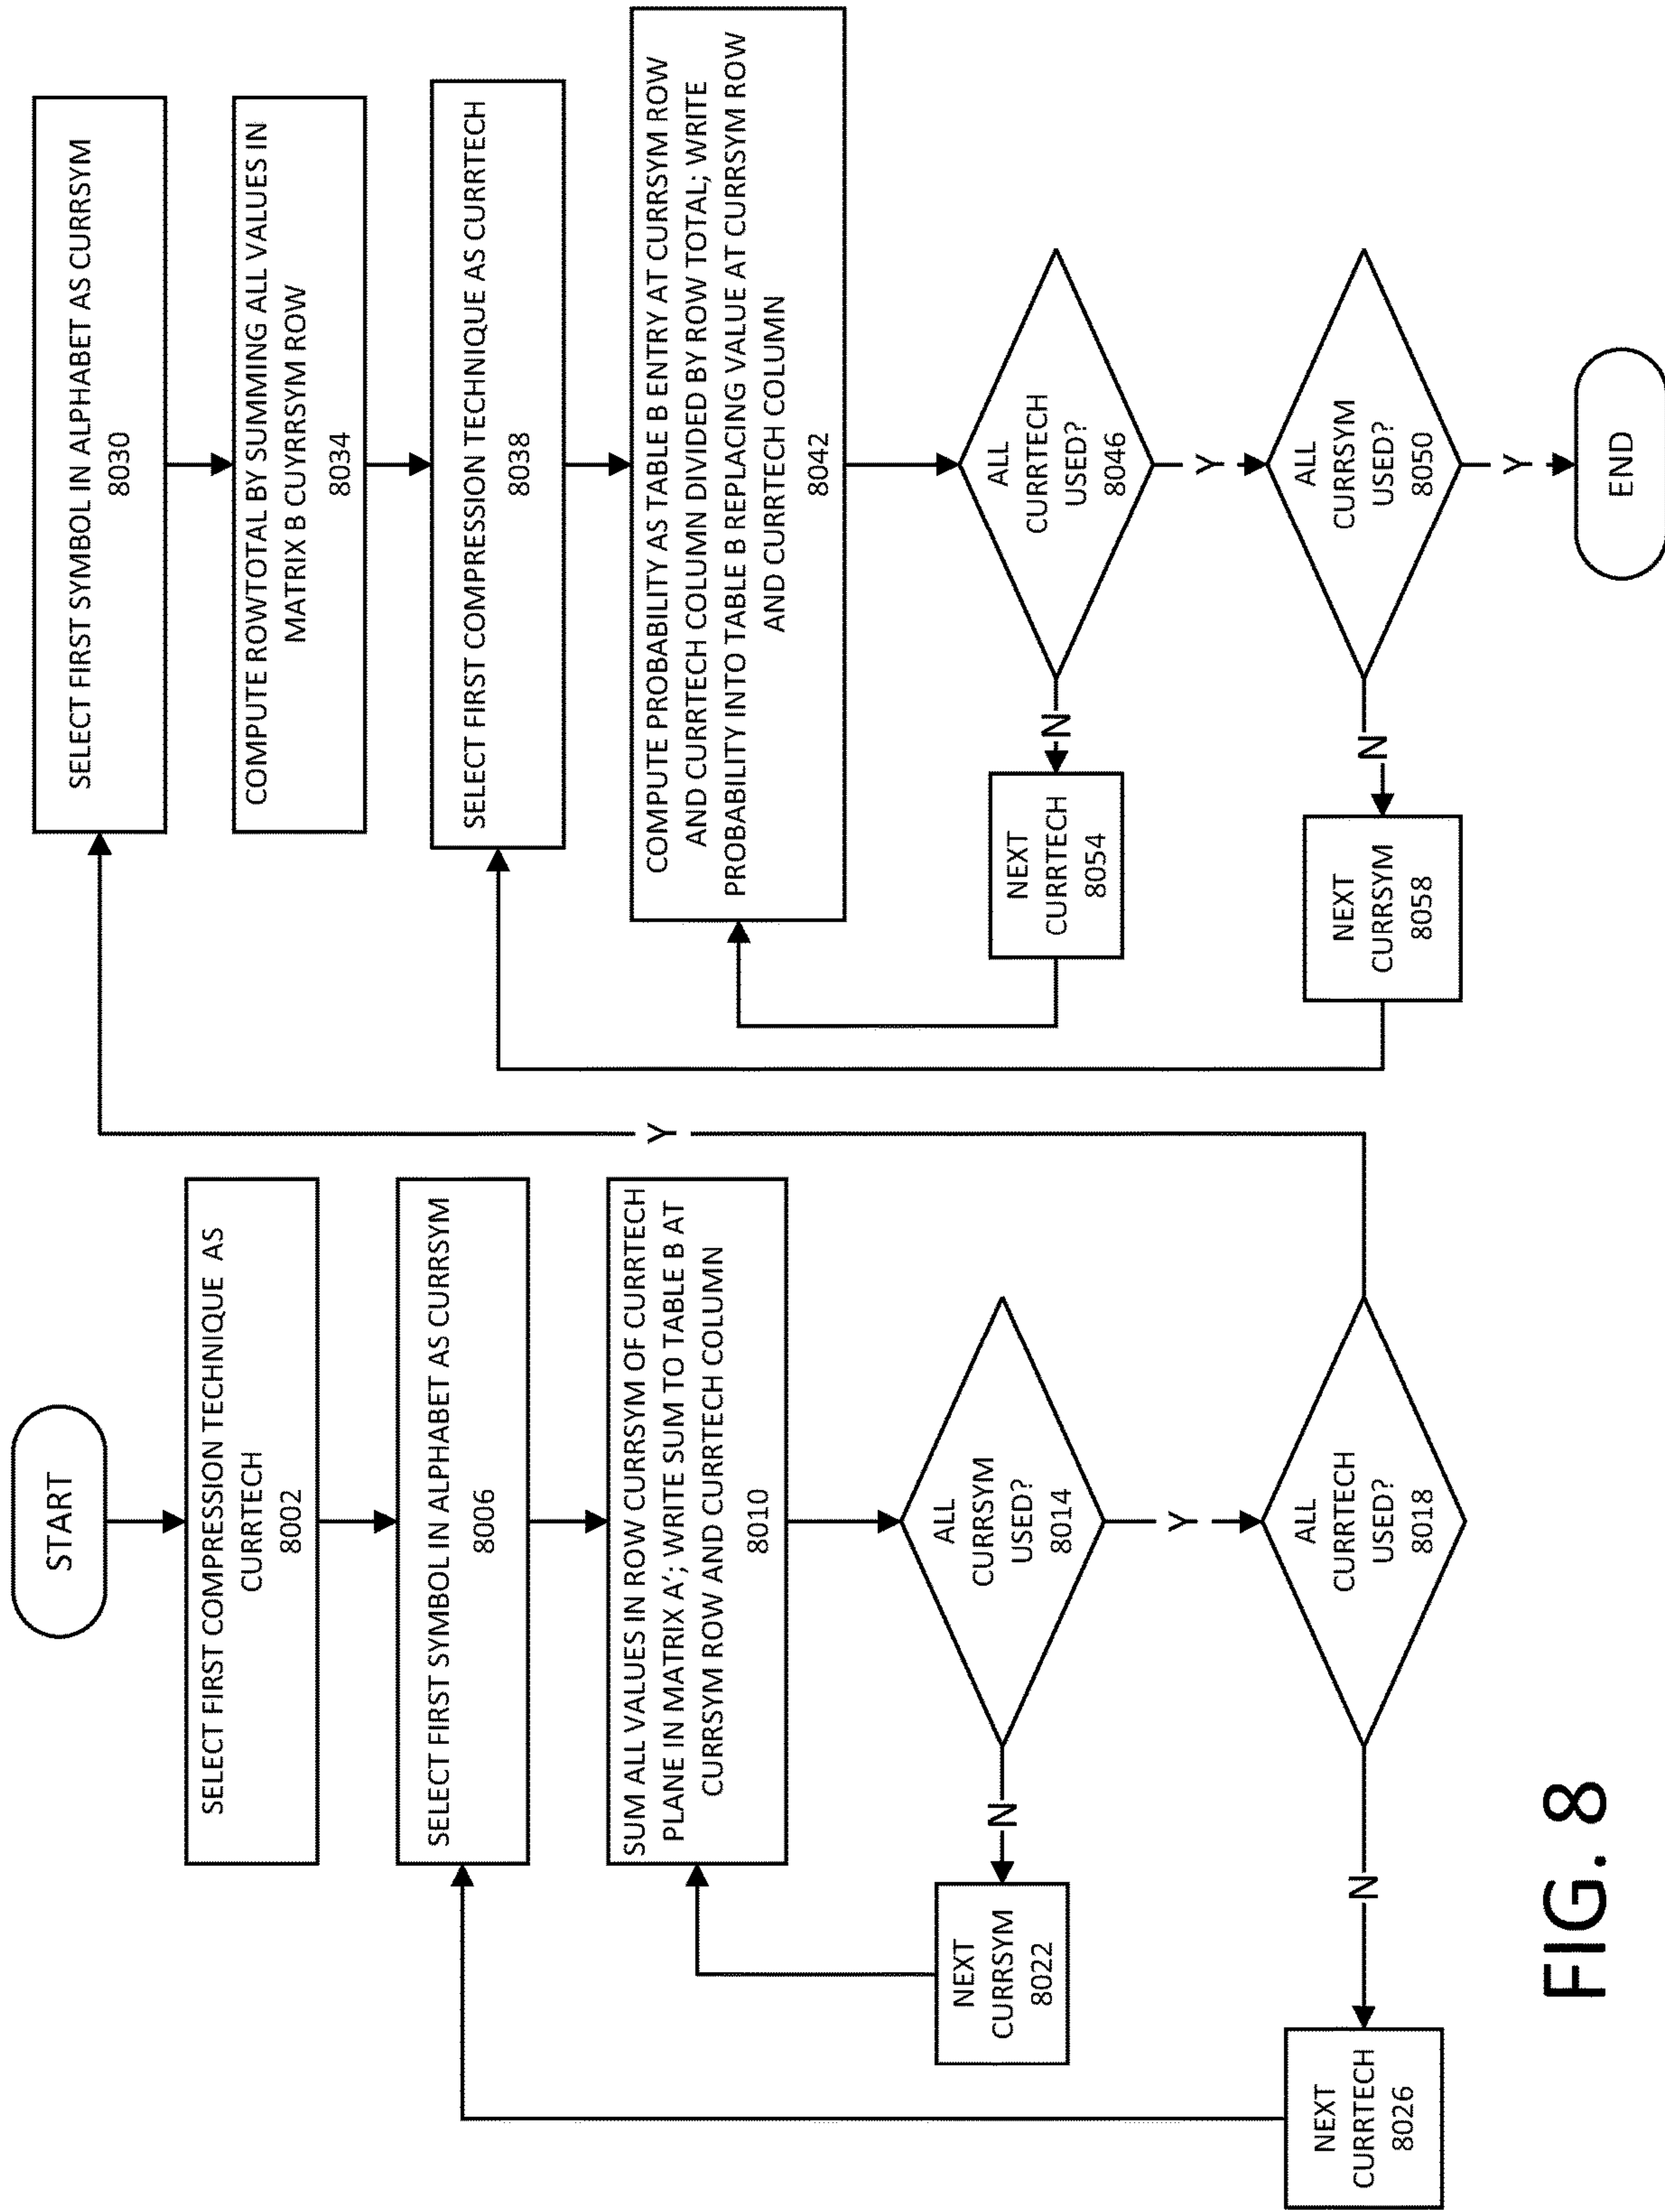 START
SELECT FIRST COMPRESSION TECHNIQUE AS
CURRTECH
8002
SELECT FIRST SYMBOL IN ALPHABET AS CURRSYM
8006
SUM ALL VALUES IN ROW CURRSYM OF CURRTECH
PLANE IN MATRIX A'; WRITE SUM TO TABLE B AT
CURRSYM ROW AND CURRTECH COLUMN
8010
ALL
CURRSYM
USED?
8014
N
Y
NEXT
CURRSYM
8022
ALL
CURRTECH
USED?
8018
N
Y
NEXT
CURRTECH
8026
SELECT FIRST SYMBOL IN ALPHABET AS CURRSYM
8030
COMPUTE ROWTOTAL BY SUMMING ALL VALUES IN
MATRIX B CUYRRSYM ROW
8034
SELECT FIRST COMPRESSION TECHNIQUE AS CURRTECH
8038
COMPUTE PROBABILITY AS TABLE B ENTRY AT CURRSYM ROW
AND CURRTECH COLUMN DIVIDED BY ROW TOTAL; WRITE
PROBABILITY INTO TABLE B REPLACING VALUE AT CURRSYM ROW
AND CURRTECH COLUMN
8042
ALL
CURRTECH
USED?
8046
N
Y
NEXT
CURRTECH
8054
ALL
CURRSYM
USED?
8050
N
Y
NEXT
CURRSYM
8058
END
FIG. 8